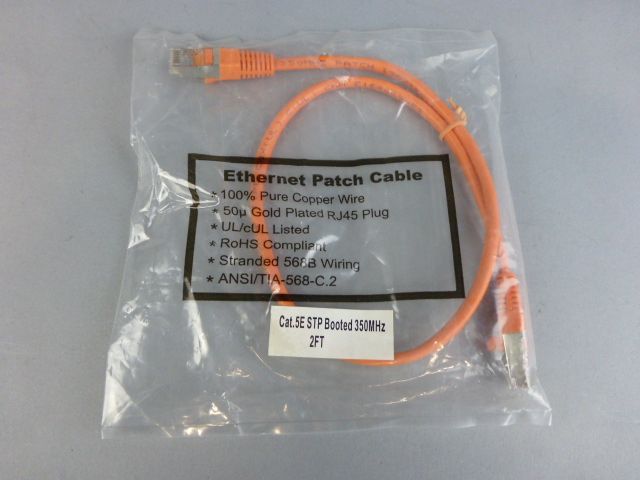 PATCH
Ethernet Patch Cable
* 100% Pure Copper Wire
* 50µ Gold Plated RJ45 Plug
* UL/cUL Listed
* RoHS Compliant
* Stranded 568B Wiring
* ANSI/TIA-568-C.2
Cat.5E STP Booted 350MHz
2FT